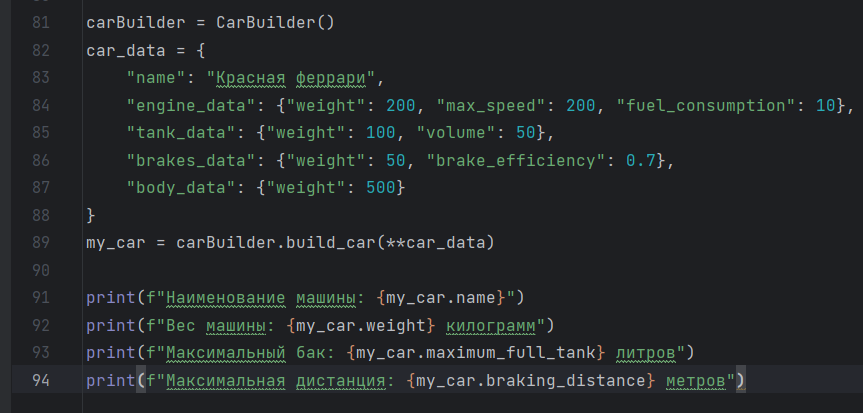 81 carBuilder = CarBuilder()
82 car_data = {
83     "name": "Красная феррари",
84     "engine_data": {"weight": 200, "max_speed": 200, "fuel_consumption": 10},
85     "tank_data": {"weight": 100, "volume": 50},
86     "brakes_data": {"weight": 50, "brake_efficiency": 0.7},
87     "body_data": {"weight": 500}
88 }
89 my_car = carBuilder.build_car(**car_data)
90
91 print(f"Наименование машины: {my_car.name}")
92 print(f"Вес машины: {my_car.weight} килограмм")
93 print(f"Максимальный бак: {my_car.maximum_full_tank} литров")
94 print(f"Максимальная дистанция: {my_car.braking_distance} метров")